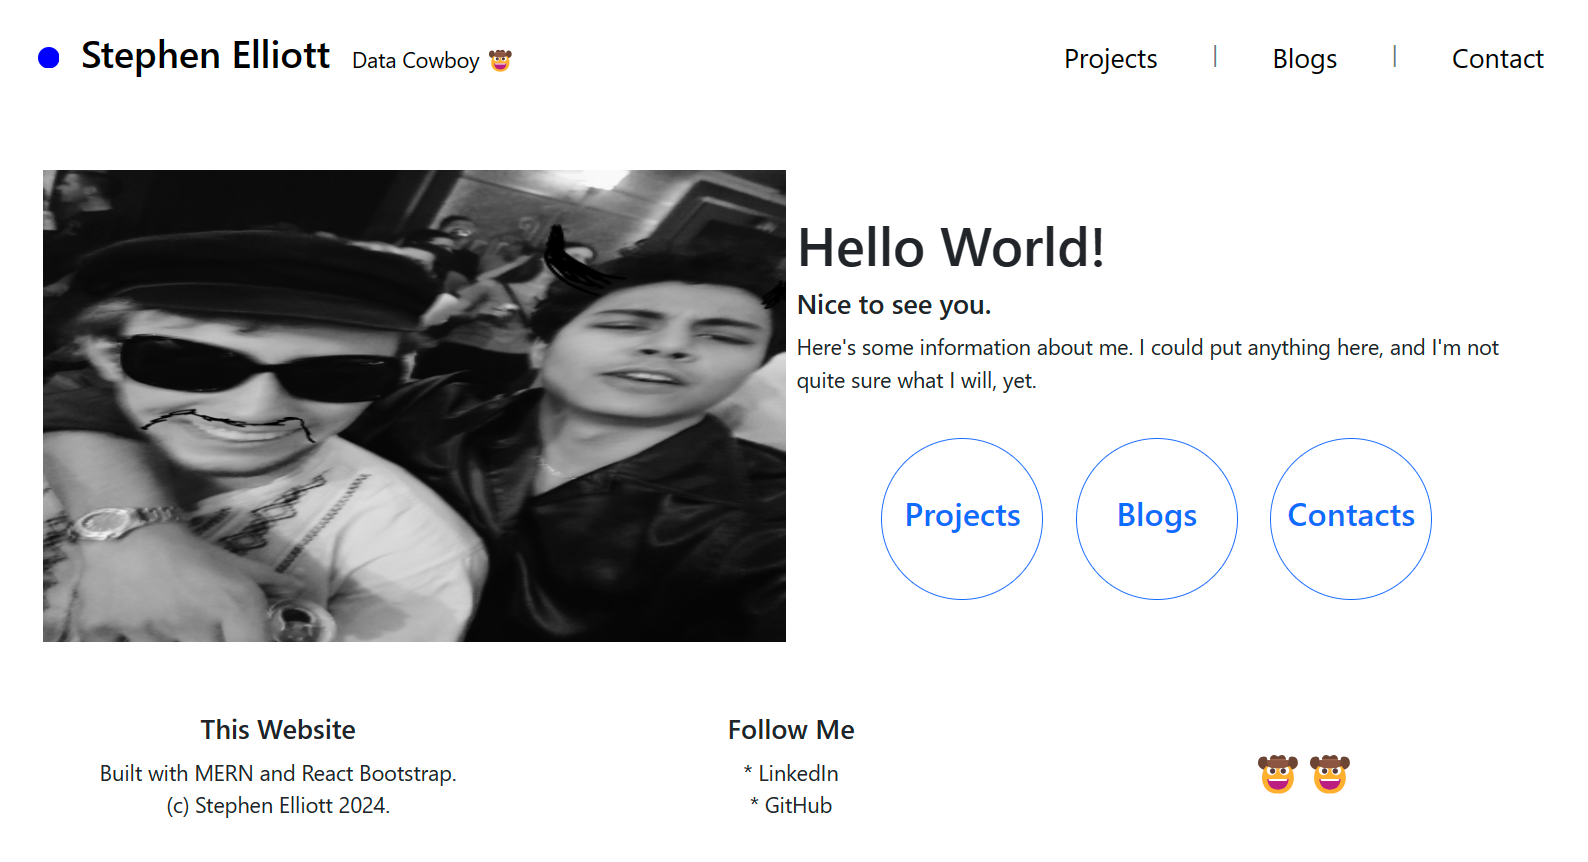 Stephen Elliott Data Cowboy 🤠
Projects | Blogs | Contact
Hello World!
Nice to see you.
Here's some information about me. I could put anything here, and I'm not
quite sure what I will, yet.
Projects Blogs Contacts
This Website
Built with MERN and React Bootstrap.
(c) Stephen Elliott 2024.
Follow Me
* LinkedIn
* GitHub
🤠🤠